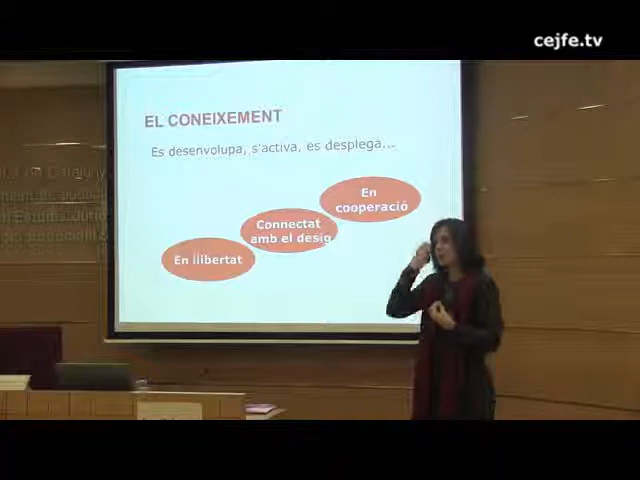 cejfe.tv
EL CONEIXEMENT
Es desenvolupa, s'activa, es desplega...
En
cooperació
Connectat
amb el desig
En llibertat